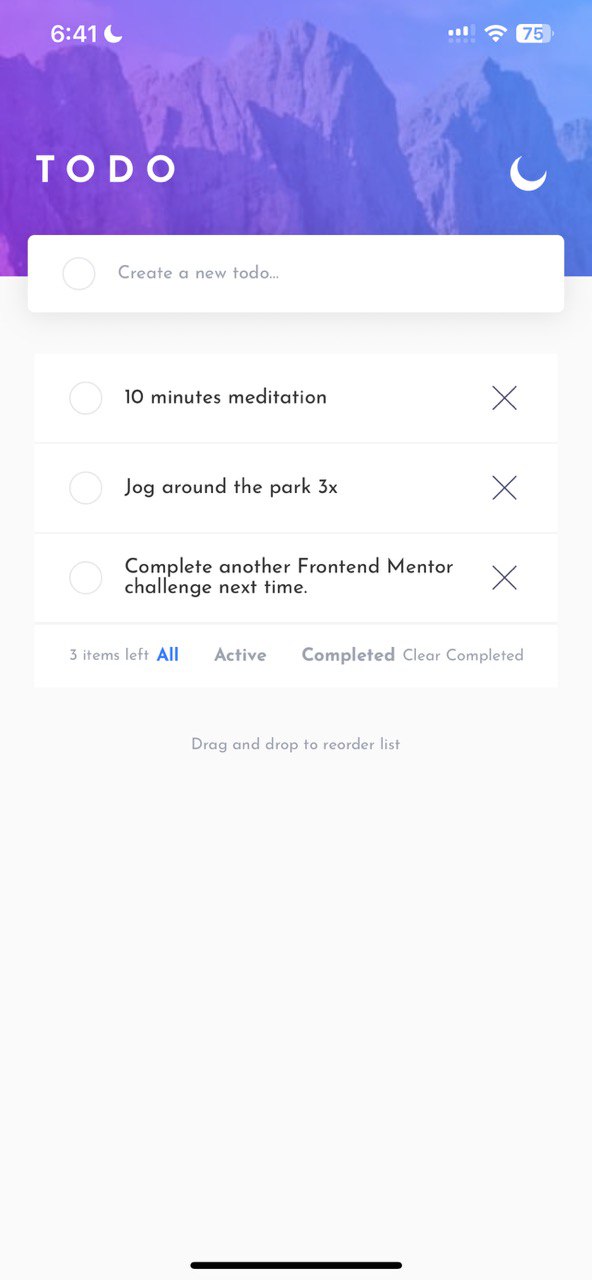 6:41
75
TODO
Create a new todo...
10 minutes meditation
Jog around the park 3x
Complete another Frontend Mentor
challenge next time.
3 items left All Active Completed Clear Completed
Drag and drop to reorder list